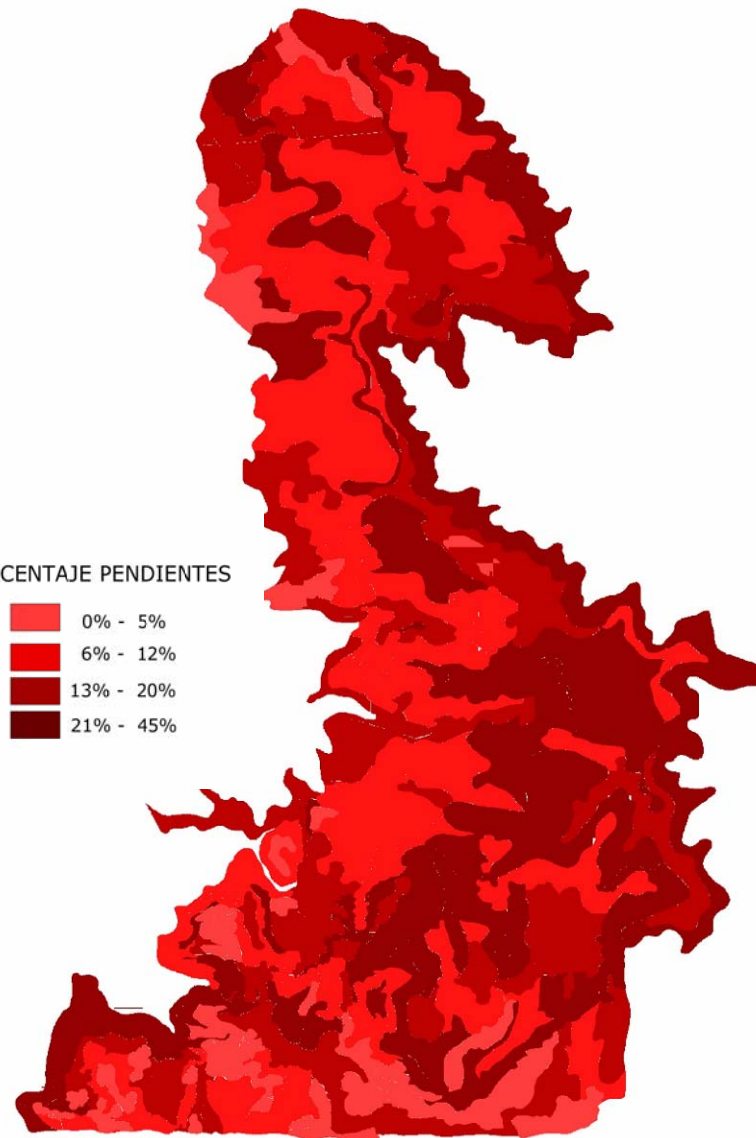 CENTAJE PENDIENTES
0% - 5%
6% - 12%
13% - 20%
21% - 45%